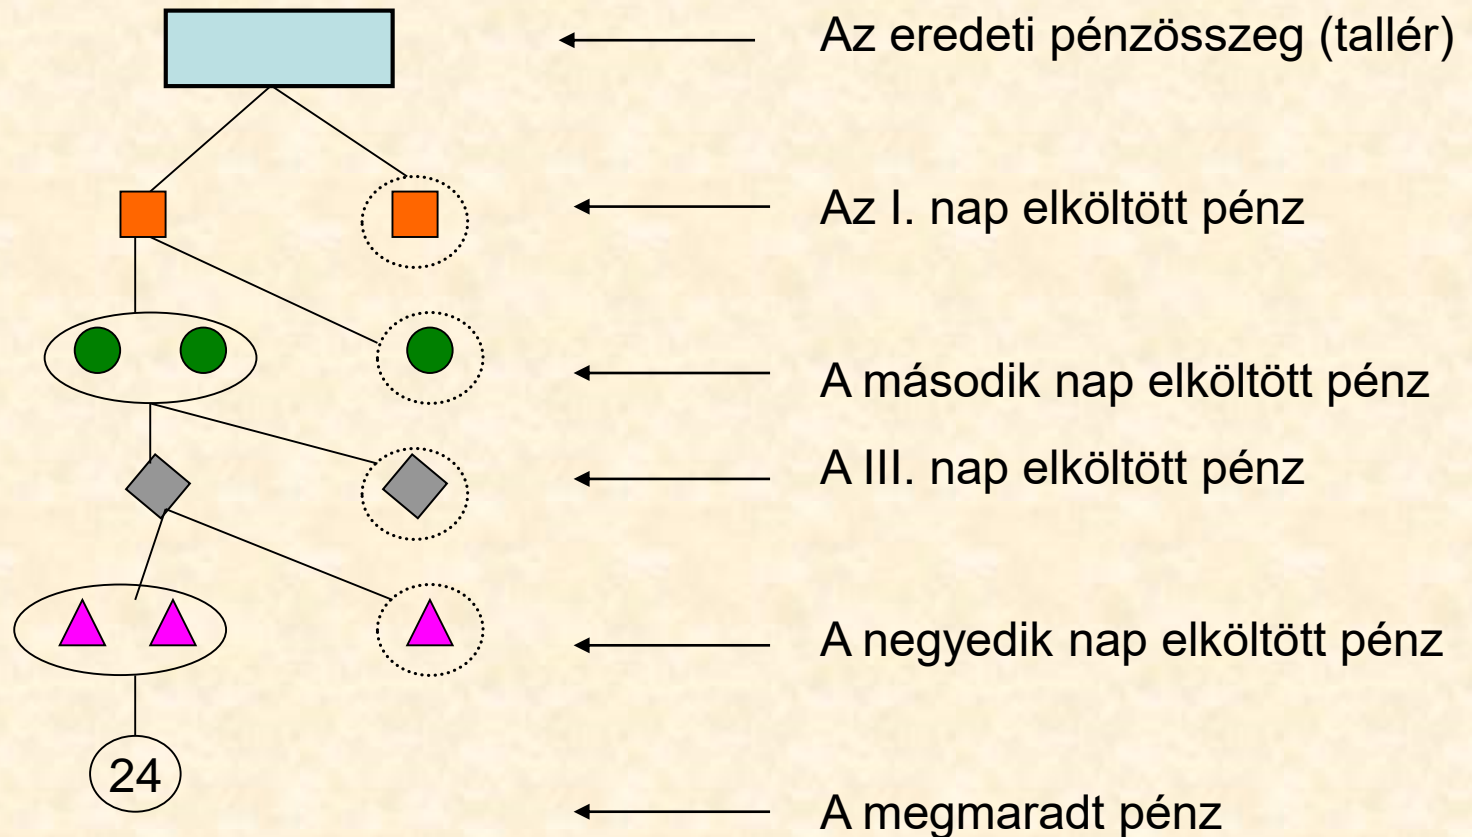 Az eredeti pénzösszeg (tallér)
Az I. nap elköltött pénz
A második nap elköltött pénz
A III. nap elköltött pénz
A negyedik nap elköltött pénz
24
A megmaradt pénz